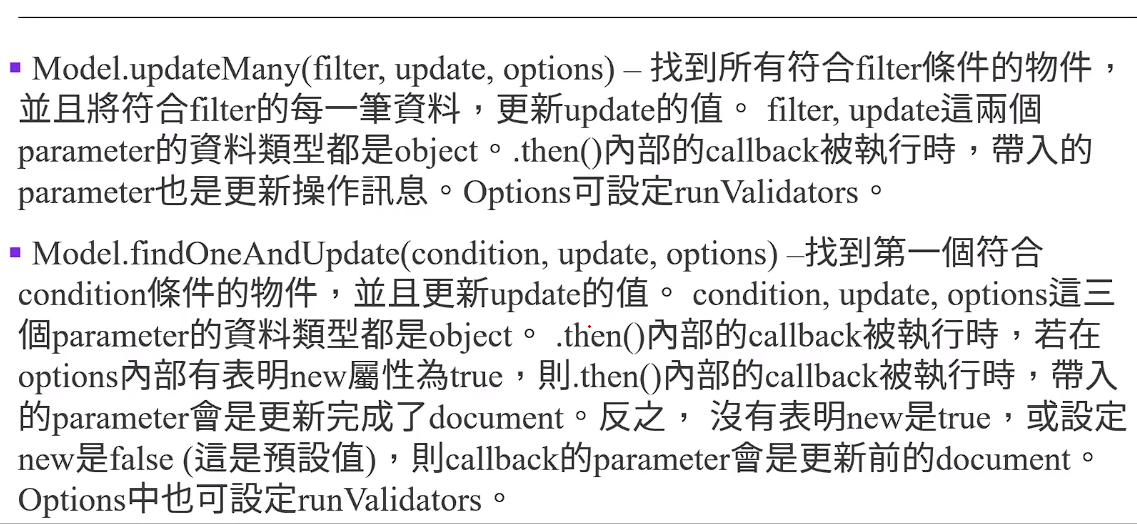 ▪ Model.updateMany(filter, update, options) – 找到所有符合filter條件的物件，
並且將符合filter的每一筆資料，更新update的值。 filter, update這兩個
parameter的資料類型都是object。.then()內部的callback被執行時，帶入的
parameter也是更新操作訊息。Options可設定runValidators。
▪ Model.findOneAndUpdate(condition, update, options) –找到第一個符合
condition條件的物件，並且更新update的值。 condition, update, options這三
個parameter的資料類型都是object。 .then()內部的callback被執行時，若在
options內部有表明new屬性為true，則.then()內部的callback被執行時，帶入
的parameter會是更新完成了document。反之， 沒有表明new是true，或設定
new是false (這是預設值)，則callback的parameter會是更新前的document。
Options中也可設定runValidators。